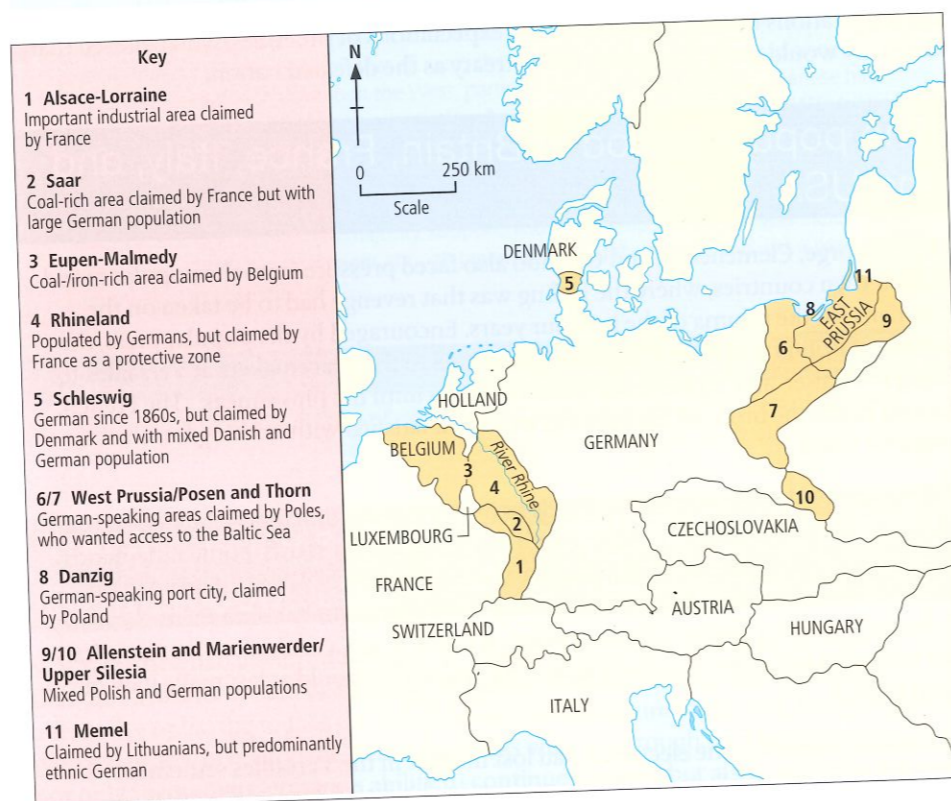 Key
1 Alsace-Lorraine
Important industrial area claimed
by France
2 Saar
Coal-rich area claimed by France but with
large German population
3 Eupen-Malmedy
Coal-/iron-rich area claimed by Belgium
4 Rhineland
Populated by Germans, but claimed by
France as a protective zone
5 Schleswig
German since 1860s, but claimed by
Denmark and with mixed Danish and
German population
6/7 West Prussia/Posen and Thorn
German-speaking areas claimed by Poles,
who wanted access to the Baltic Sea
8 Danzig
German-speaking port city, claimed
by Poland
9/10 Allenstein and Marienwerder/
Upper Silesia
Mixed Polish and German populations
11 Memel
Claimed by Lithuanians, but predominantly
ethnic German
N
0 250 km
Scale
DENMARK
5
11
8
EAST
PRUSSIA
9
6
7
HOLLAND
BELGIUM
River Rhine
GERMANY
3
4
10
LUXEMBOURG
2
CZECHOSLOVAKIA
1
FRANCE
AUSTRIA
SWITZERLAND
HUNGARY
ITALY